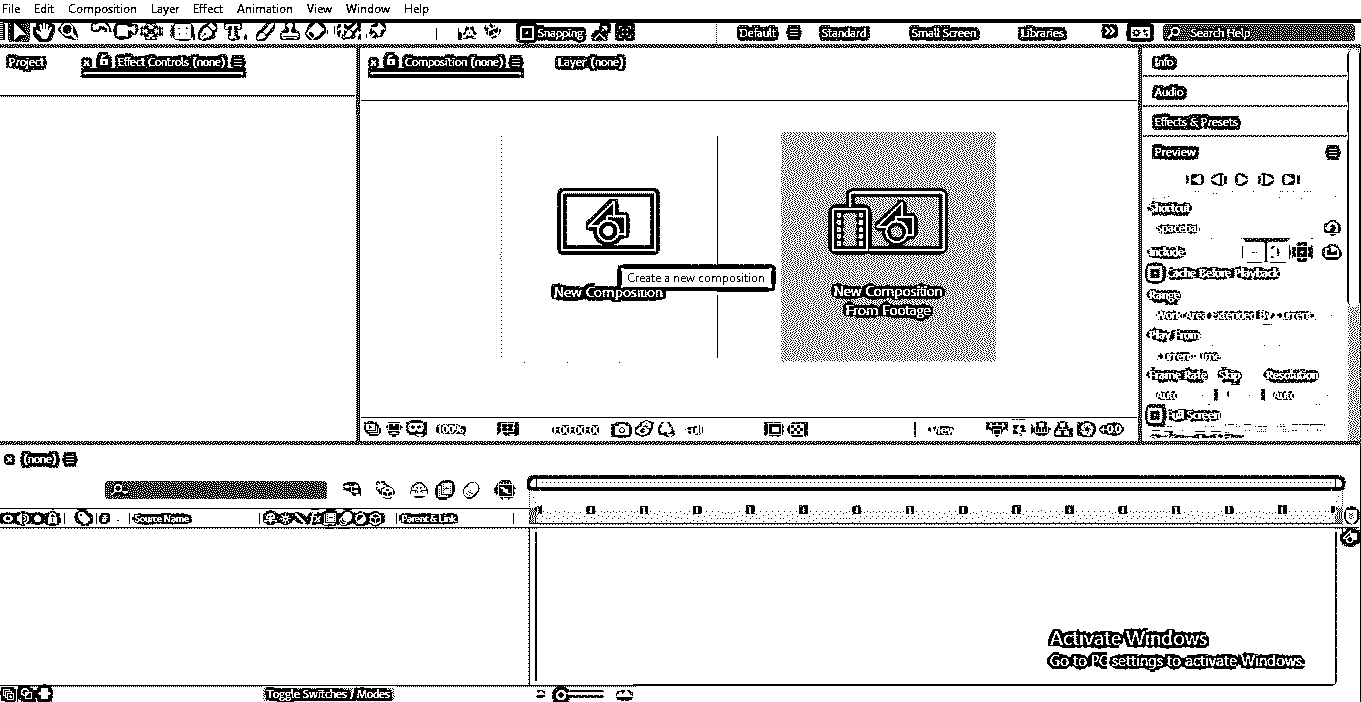 File Edit Composition Layer Effect Animation View Window Help
Snapping Default Standard Small Screen Libraries Search Help
Project Effect Controls (none) Composition (none) Layer (none)
Info
Audio
Effects & Presets
Preview
Shortcut
Spacebar
Include
Cache Before Playback
Range
Work Area Extended By Current
Play From
Current Time
Frame Rate Skip Resolution
Auto Auto
Full Screen
Create a new composition
New Composition
New Composition
From Footage
100% View
(none)
# Source Name Parent & Link
Activate Windows
Go to PC settings to activate Windows.
Toggle Switches / Modes